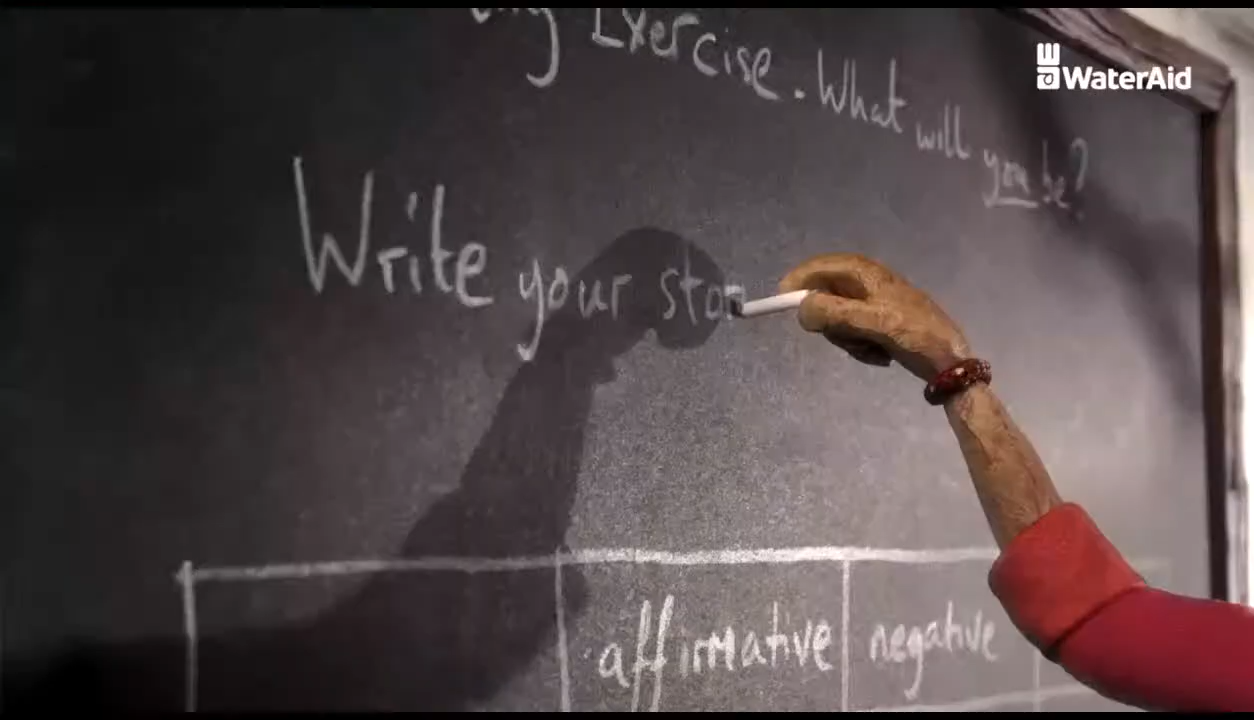 Exercise. What will you be?
WaterAid
Write your stor
affirmative negative